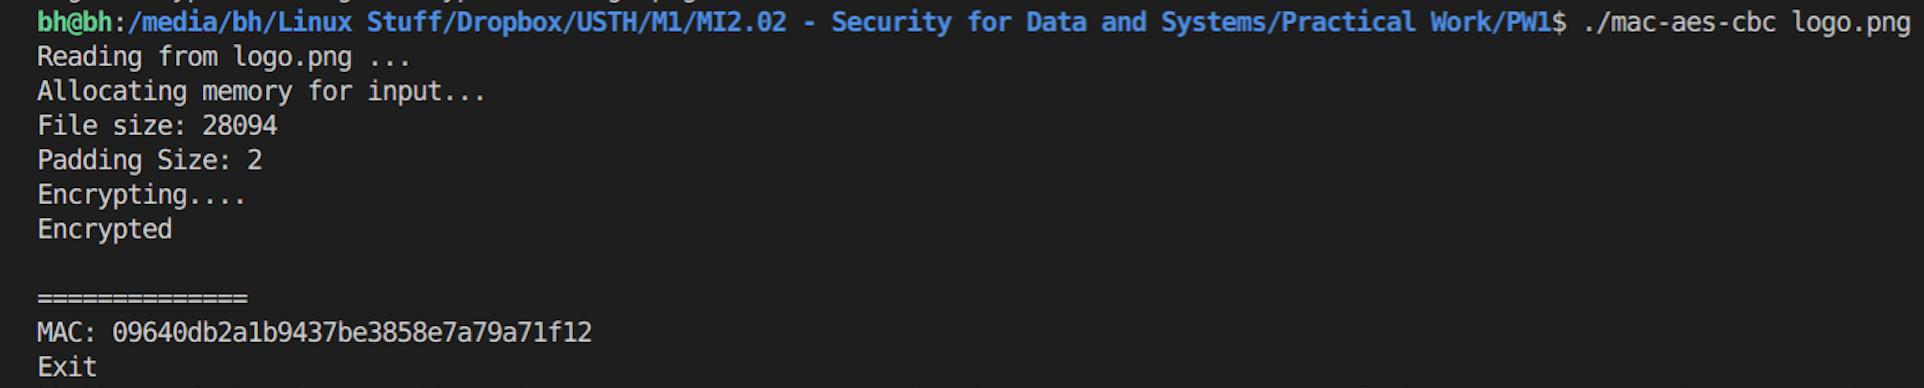 bh@bh:/media/bh/Linux Stuff/Dropbox/USTH/M1/MI2.02 - Security for Data and Systems/Practical Work/PW1$ ./mac-aes-cbc logo.png
Reading from logo.png ...
Allocating memory for input...
File size: 28094
Padding Size: 2
Encrypting....
Encrypted
==============
MAC: 09640db2a1b9437be3858e7a79a71f12
Exit